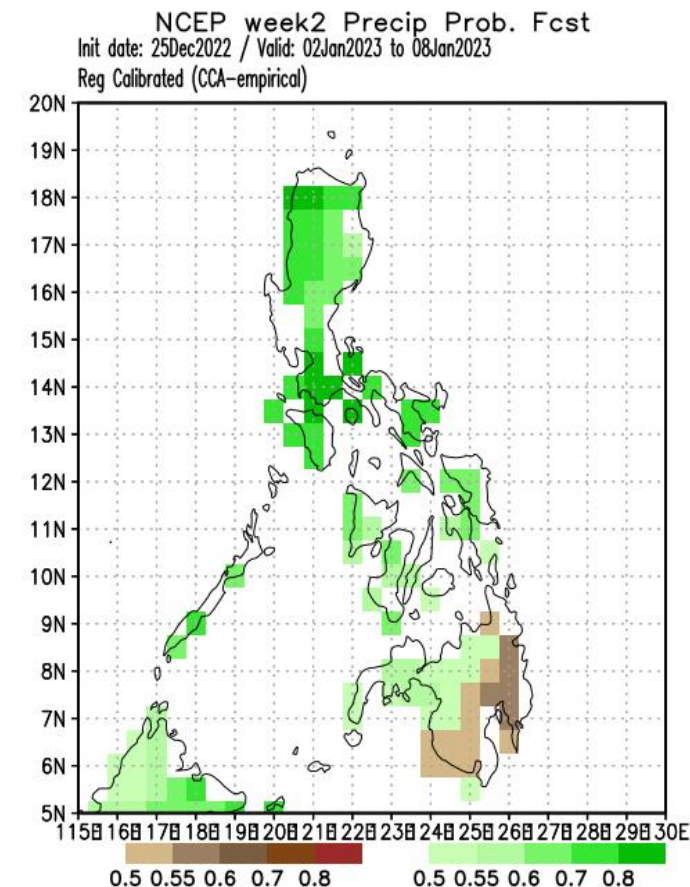 NCEP week2 Precip Prob. Fcst
Init date: 25Dec2022 / Valid: 02Jan2023 to 08Jan2023
Reg Calibrated (CCA-empirical)
20N
19N
18N
17N
16N
15N
14N
13N
12N
11N
10N
9N
8N
7N
6N
5N
115E 116E 117E 118E 119E 120E 121E 122E 123E 124E 125E 126E 127E 128E 129E 130E
0.5 0.55 0.6 0.7 0.8 0.5 0.55 0.6 0.7 0.8